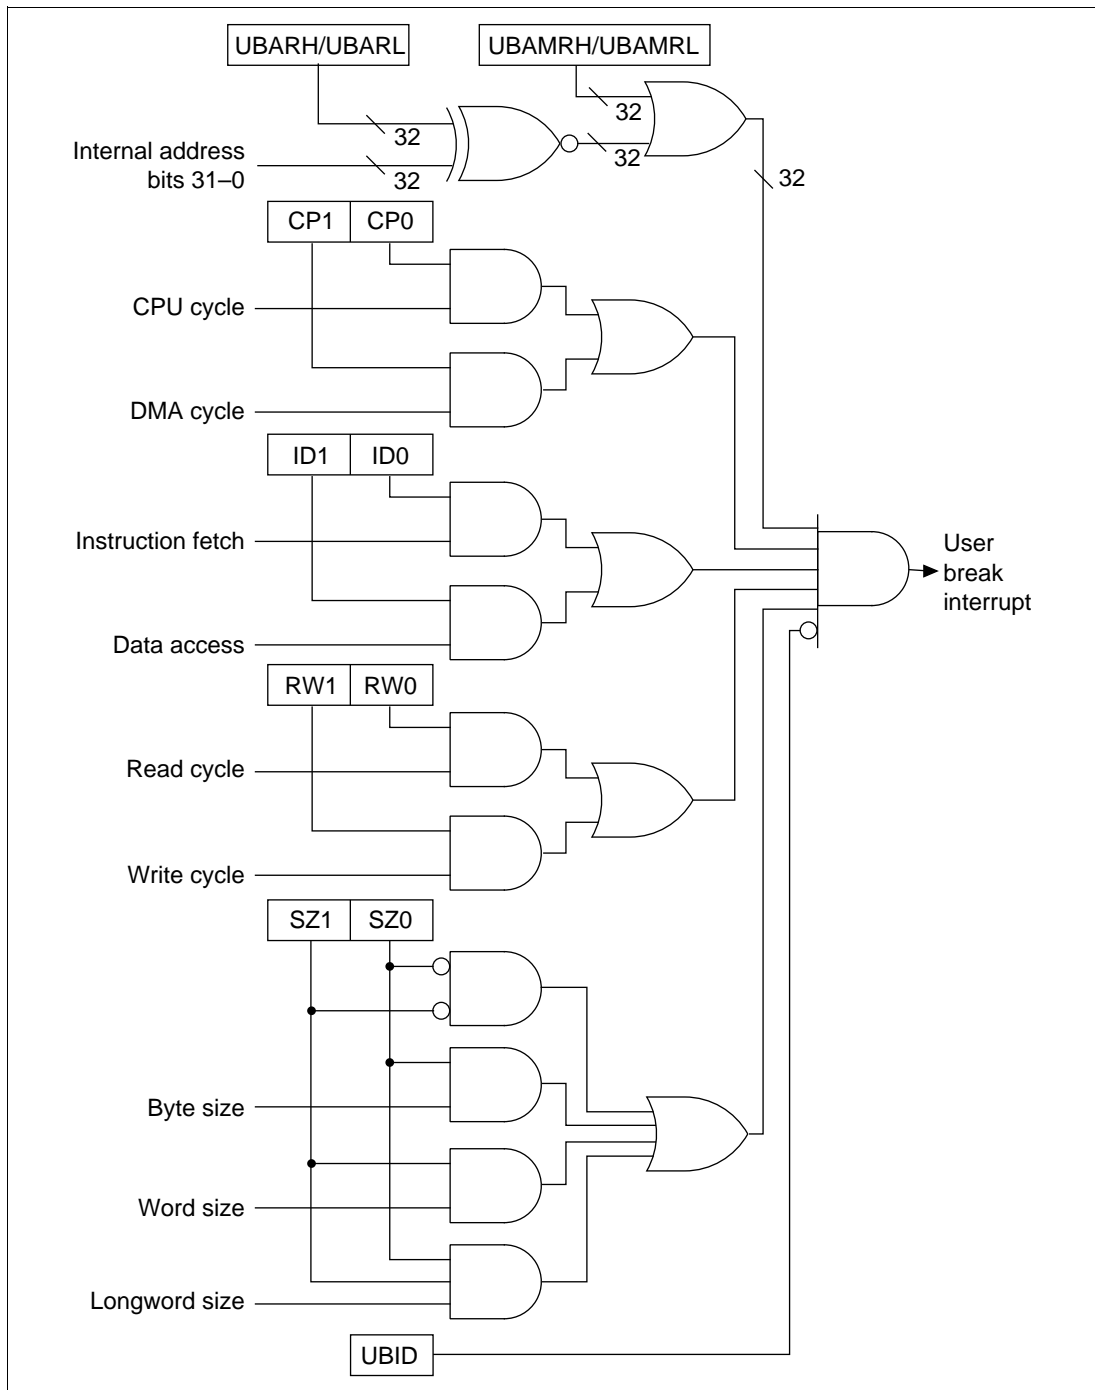 UBARH/UBARL
UBAMRH/UBAMRL
32
32
Internal address
bits 31–0
32
32
32
CP1
CP0
CPU cycle
DMA cycle
ID1
ID0
Instruction fetch
Data access
User
break
interrupt
RW1
RW0
Read cycle
Write cycle
SZ1
SZ0
Byte size
Word size
Longword size
UBID